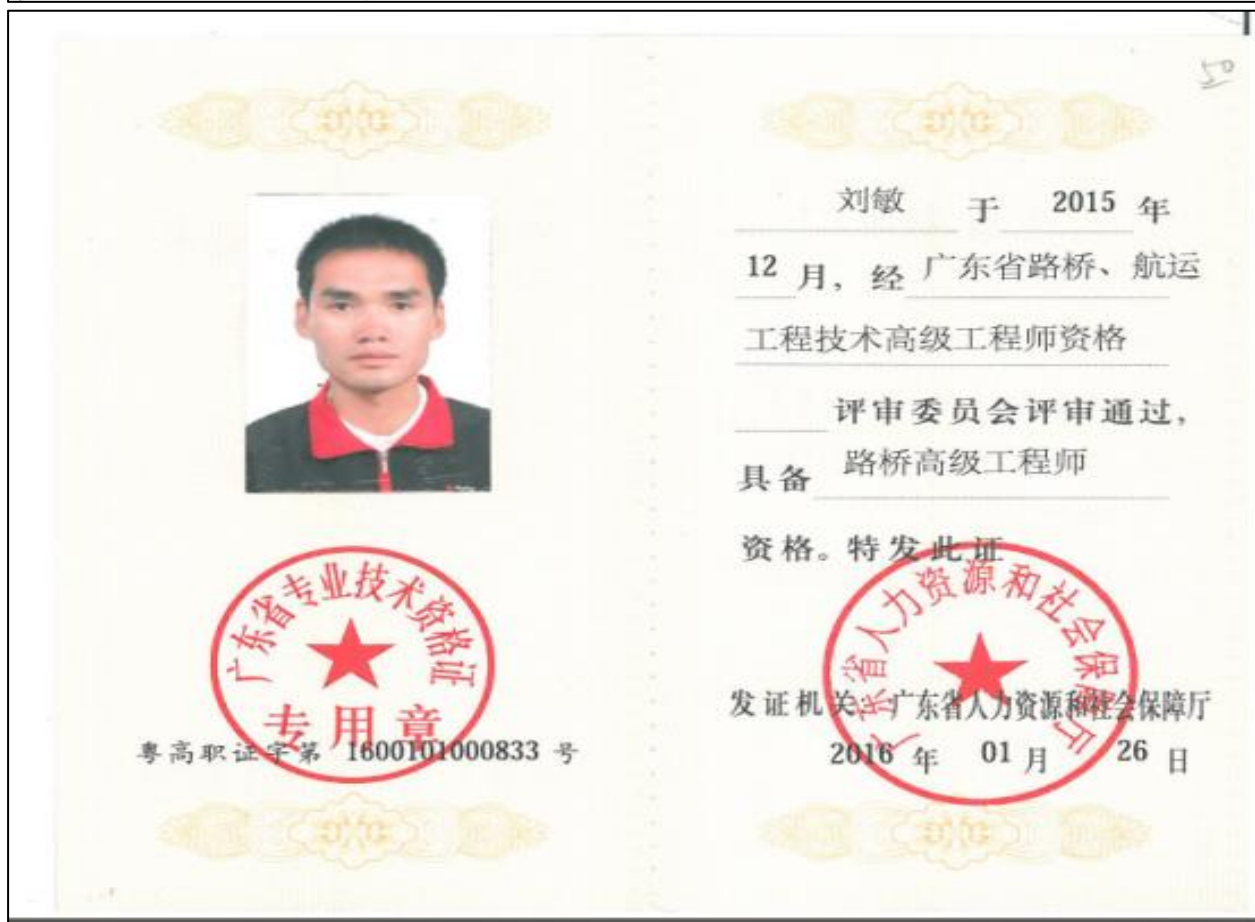 50
广东省专业技术资格证
专用章
粤高职证字第 1600101000833 号
刘敏 于 2015 年
12 月，经 广东省路桥、航运
工程技术高级工程师资格
评审委员会评审通过，
具备 路桥高级工程师
资格。特发此证
广东省人力资源和社会保障厅
发证机关：广东省人力资源和社会保障厅
2016 年 01 月 26 日